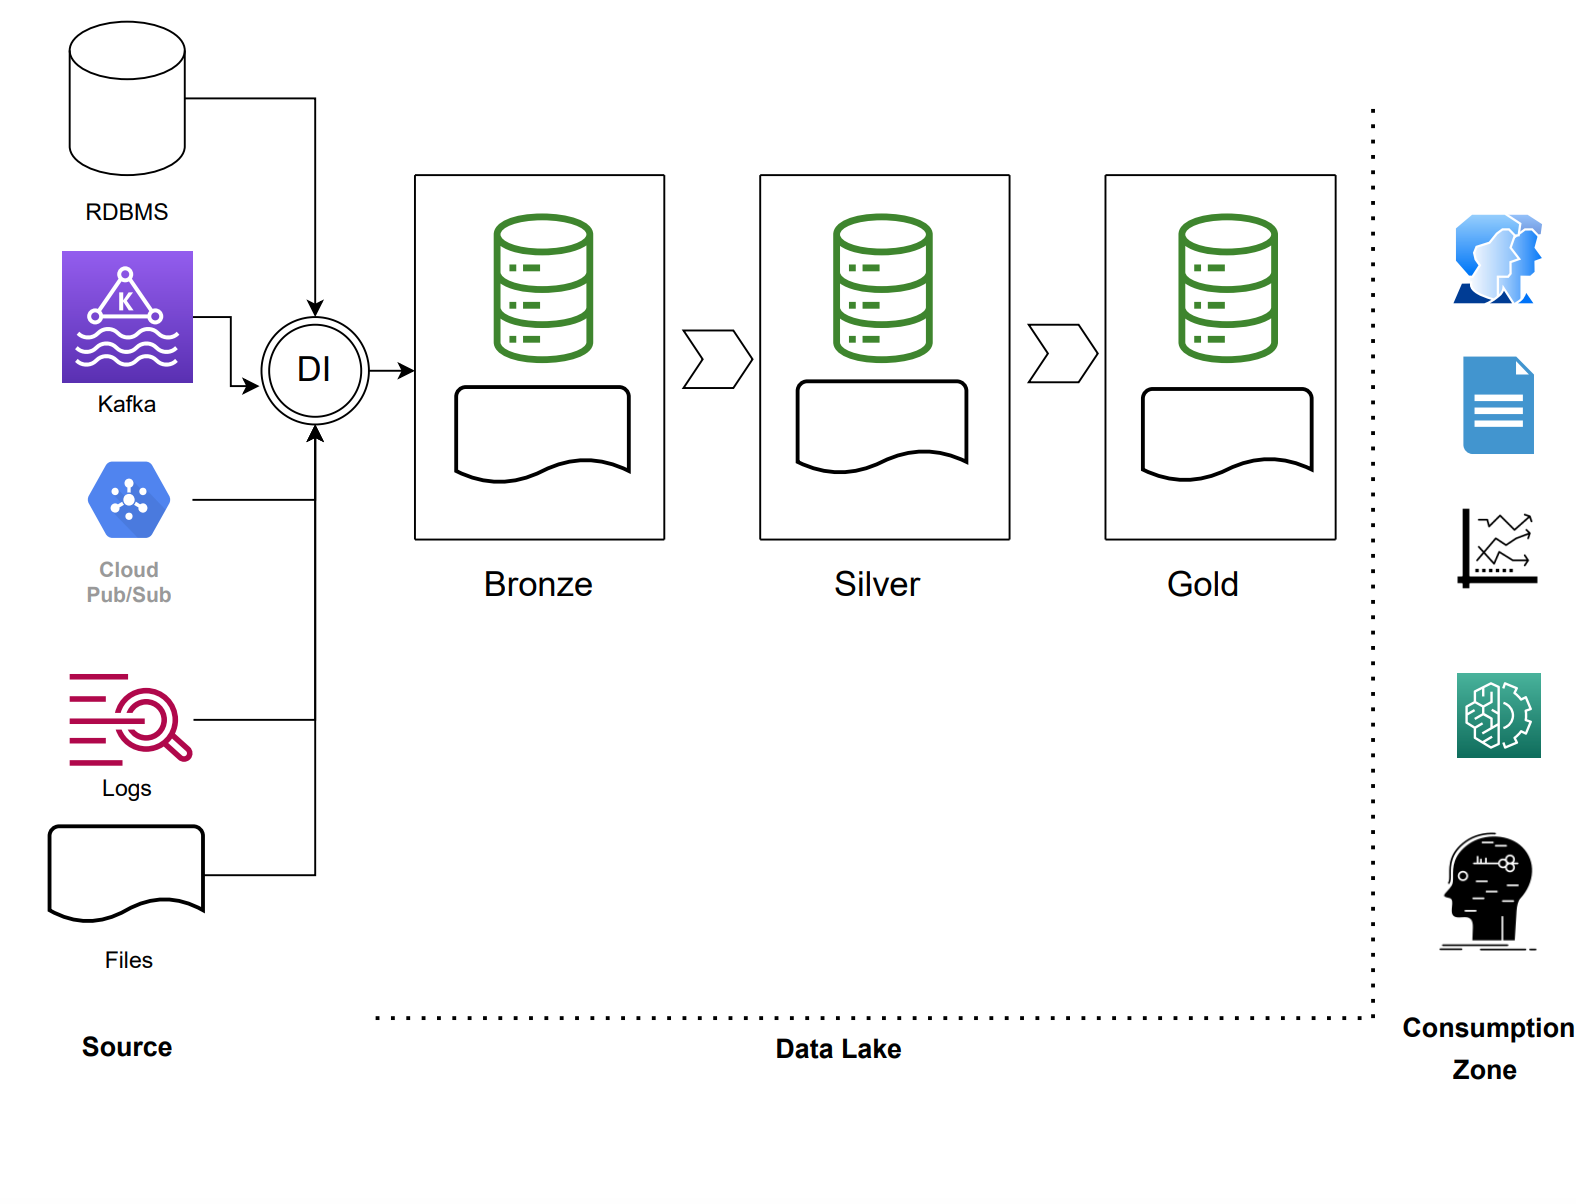 RDBMS
K
Kafka
DI
Cloud
Pub/Sub
Logs
Files
Bronze
Silver
Gold
Source
Data Lake
Consumption
Zone